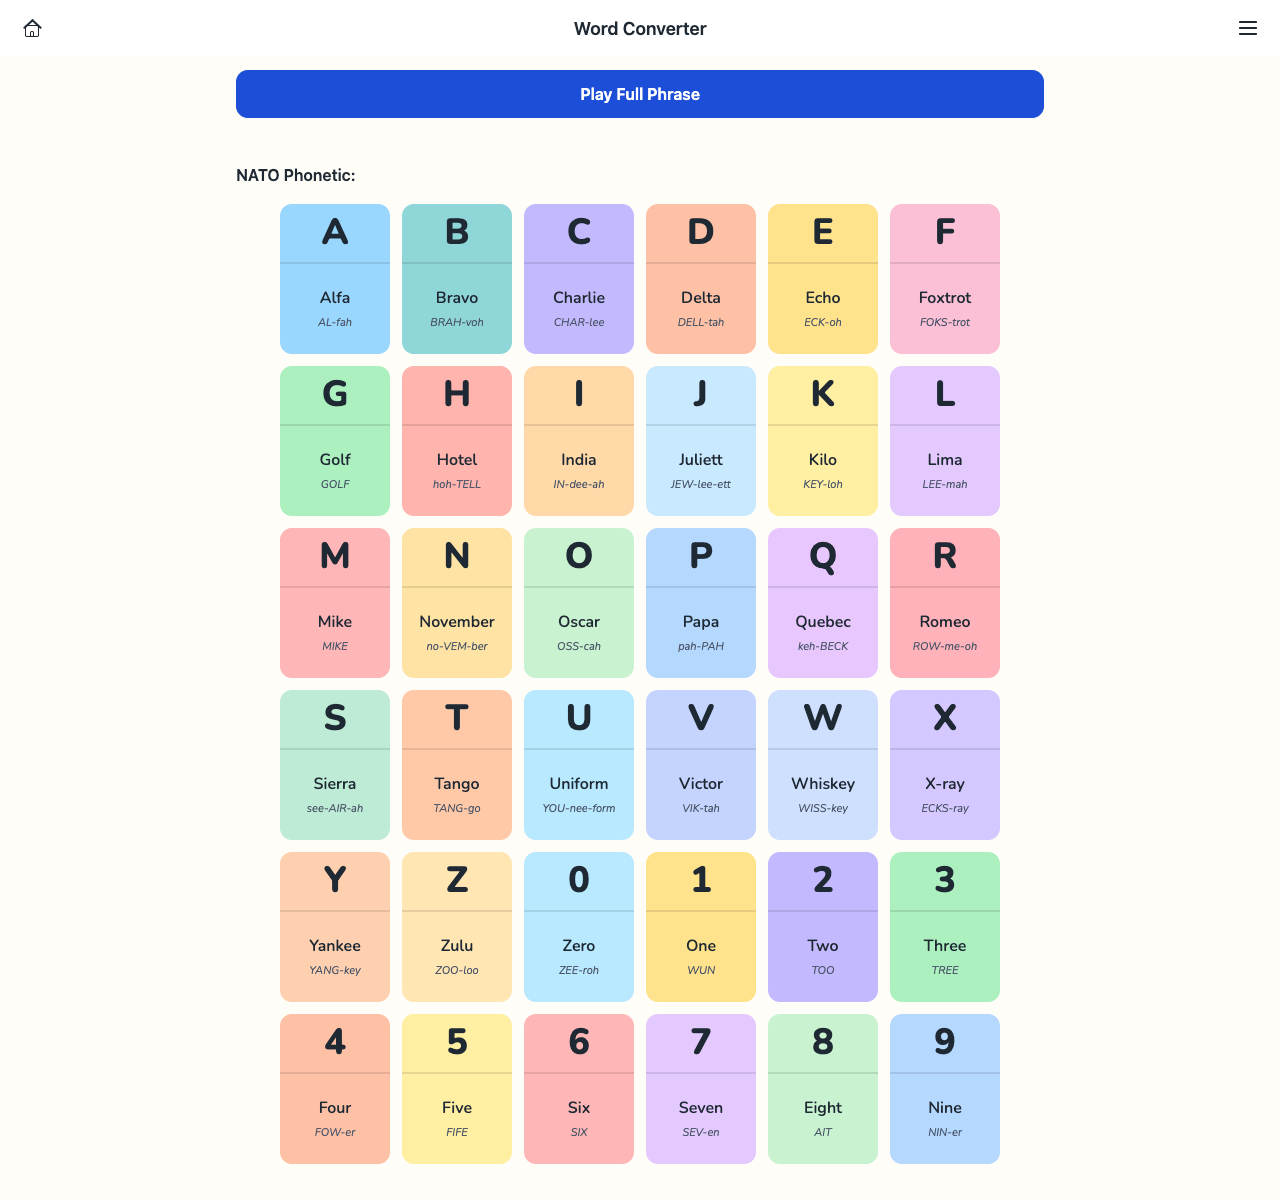 Word Converter
Play Full Phrase
NATO Phonetic:
A B C D E F
Alfa Bravo Charlie Delta Echo Foxtrot
AL-fah BRAH-voh CHAR-lee DELL-tah ECK-oh FOKS-trot
G H I J K L
Golf Hotel India Juliett Kilo Lima
GOLF hoh-TELL IN-dee-ah JEW-lee-ett KEY-loh LEE-mah
M N O P Q R
Mike November Oscar Papa Quebec Romeo
MIKE no-VEM-ber OSS-cah pah-PAH keh-BECK ROW-me-oh
S T U V W X
Sierra Tango Uniform Victor Whiskey X-ray
see-AIR-ah TANG-go YOU-nee-form VIK-tah WISS-key ECKS-ray
Y Z 0 1 2 3
Yankee Zulu Zero One Two Three
YANG-key ZOO-loo ZEE-roh WUN TOO TREE
4 5 6 7 8 9
Four Five Six Seven Eight Nine
FOW-er FIFE SIX SEV-en AIT NIN-er